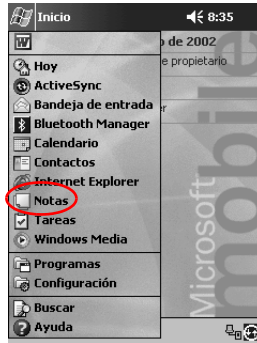 Inicio 8:35
de 2002
Hoy
e propietario
ActiveSync
Bandeja de entrada
Bluetooth Manager
Calendario
Contactos
Internet Explorer
Notas
Tareas
Windows Media
Programas
Configuración
Buscar
Ayuda
Microsoft
mobile